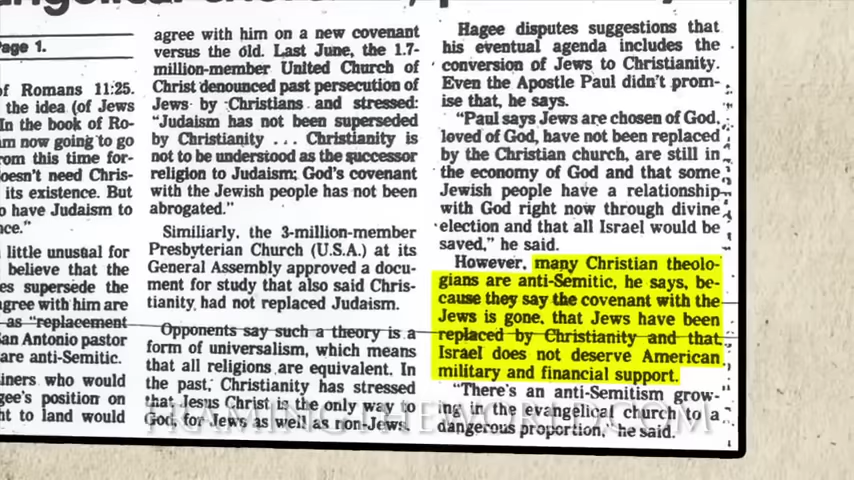 Page 1.
of Romans 11:25.
the idea (of Jews
In the book of Ro-
am now going to go
rom this time for-
oesn't need Chris-
its existence. But
o have Judaism to
nce."
little unusual for
believe that the
es supersede the
gree with him are
as "replacement
San Antonio pastor
are anti-Semitic.
iners who would
gee's position on
ht to land would
agree with him on a new covenant
versus the old. Last June, the 1.7-
million-member United Church of
Christ denounced past persecution of
Jews by Christians and stressed:
"Judaism has not been superseded
by Christianity . . . Christianity is
not to be understood as the successor
religion to Judaism; God's covenant
with the Jewish people has not been
abrogated."
Similiarly, the 3-million-member
Presbyterian Church (U.S.A.) at its
General Assembly approved a docu-
ment for study that also said Chris-
tianity had not replaced Judaism.
Opponents say such a theory is a
form of universalism, which means
that all religions are equivalent. In
the past, Christianity has stressed
that Jesus Christ is the only way to
God, for Jews as well as non-Jews.
Hagee disputes suggestions that
his eventual agenda includes the
conversion of Jews to Christianity.
Even the Apostle Paul didn't prom-
ise that, he says.
"Paul says Jews are chosen of God,
loved of God, have not been replaced
by the Christian church, are still in
the economy of God and that some
Jewish people have a relationship
with God right now through divine
election and that all Israel would be
saved," he said.
However, many Christian theolo-
gians are anti-Semitic, he says, be-
cause they say the covenant with the
Jews is gone, that Jews have been
replaced by Christianity and that
Israel does not deserve American
military and financial support.
"There's an anti-Semitism grow-
ing in the evangelical church to a
dangerous proportion," he said.
FRAMINGTHEWORLD.COM